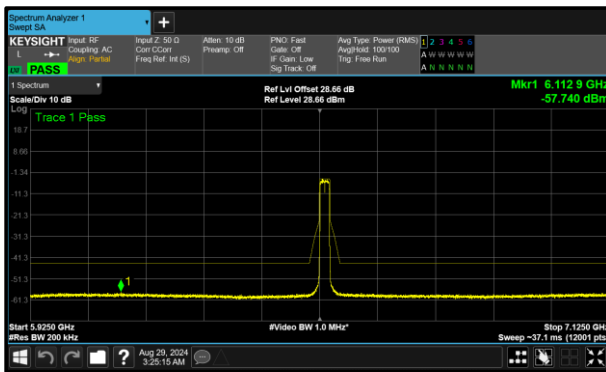 Spectrum Analyzer 1
Swept SA
KEYSIGHT Input: RF Input Z: 50 Ω Atten: 10 dB PNO: Fast Avg Type: Power (RMS) 1 2 3 4 5 6
L Coupling: AC Corr CCorr Preamp: Off Gate: Off Avg|Hold: 100/100 A W W W W W
Align: Partial Freq Ref: Int (S) IF Gain: Low Trig: Free Run
PASS Sig Track: Off A N N N N N
1 Spectrum Ref Lvl Offset 28.66 dB Mkr1 6.112 9 GHz
Scale/Div 10 dB Ref Level 28.66 dBm -57.740 dBm
Log
Trace 1 Pass
18.7
8.66
-1.34
-11.3
-21.3
-31.3
-41.3
-51.3
1
-61.3
Start 5.9250 GHz #Video BW 1.0 MHz* Stop 7.1250 GHz
#Res BW 200 kHz Sweep ~37.1 ms (12001 pts)
? Aug 29, 2024
3:25:15 AM